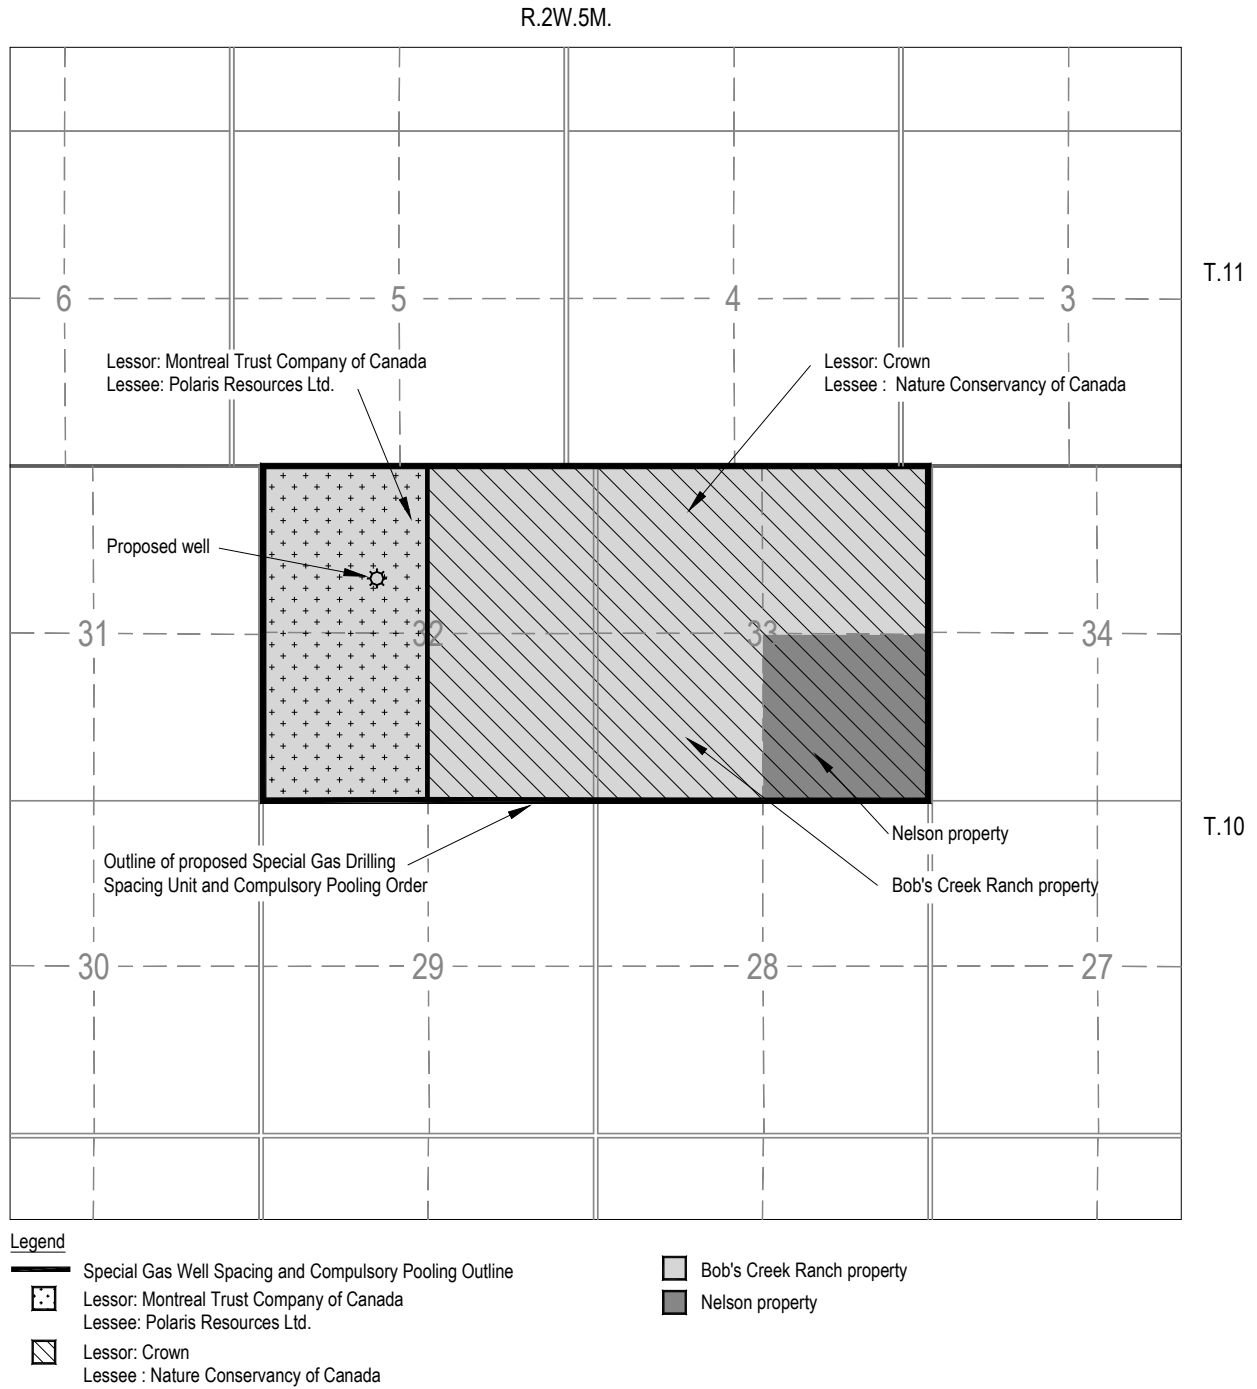 R.2W.5M.
T.11
6
5
4
3
Lessor: Montreal Trust Company of Canada
Lessee: Polaris Resources Ltd.
Lessor: Crown
Lessee : Nature Conservancy of Canada
Proposed well
31
32
33
34
T.10
Nelson property
Outline of proposed Special Gas Drilling
Spacing Unit and Compulsory Pooling Order
Bob's Creek Ranch property
30
29
28
27
Legend
Special Gas Well Spacing and Compulsory Pooling Outline
Lessor: Montreal Trust Company of Canada
Lessee: Polaris Resources Ltd.
Lessor: Crown
Lessee : Nature Conservancy of Canada
Bob's Creek Ranch property
Nelson property